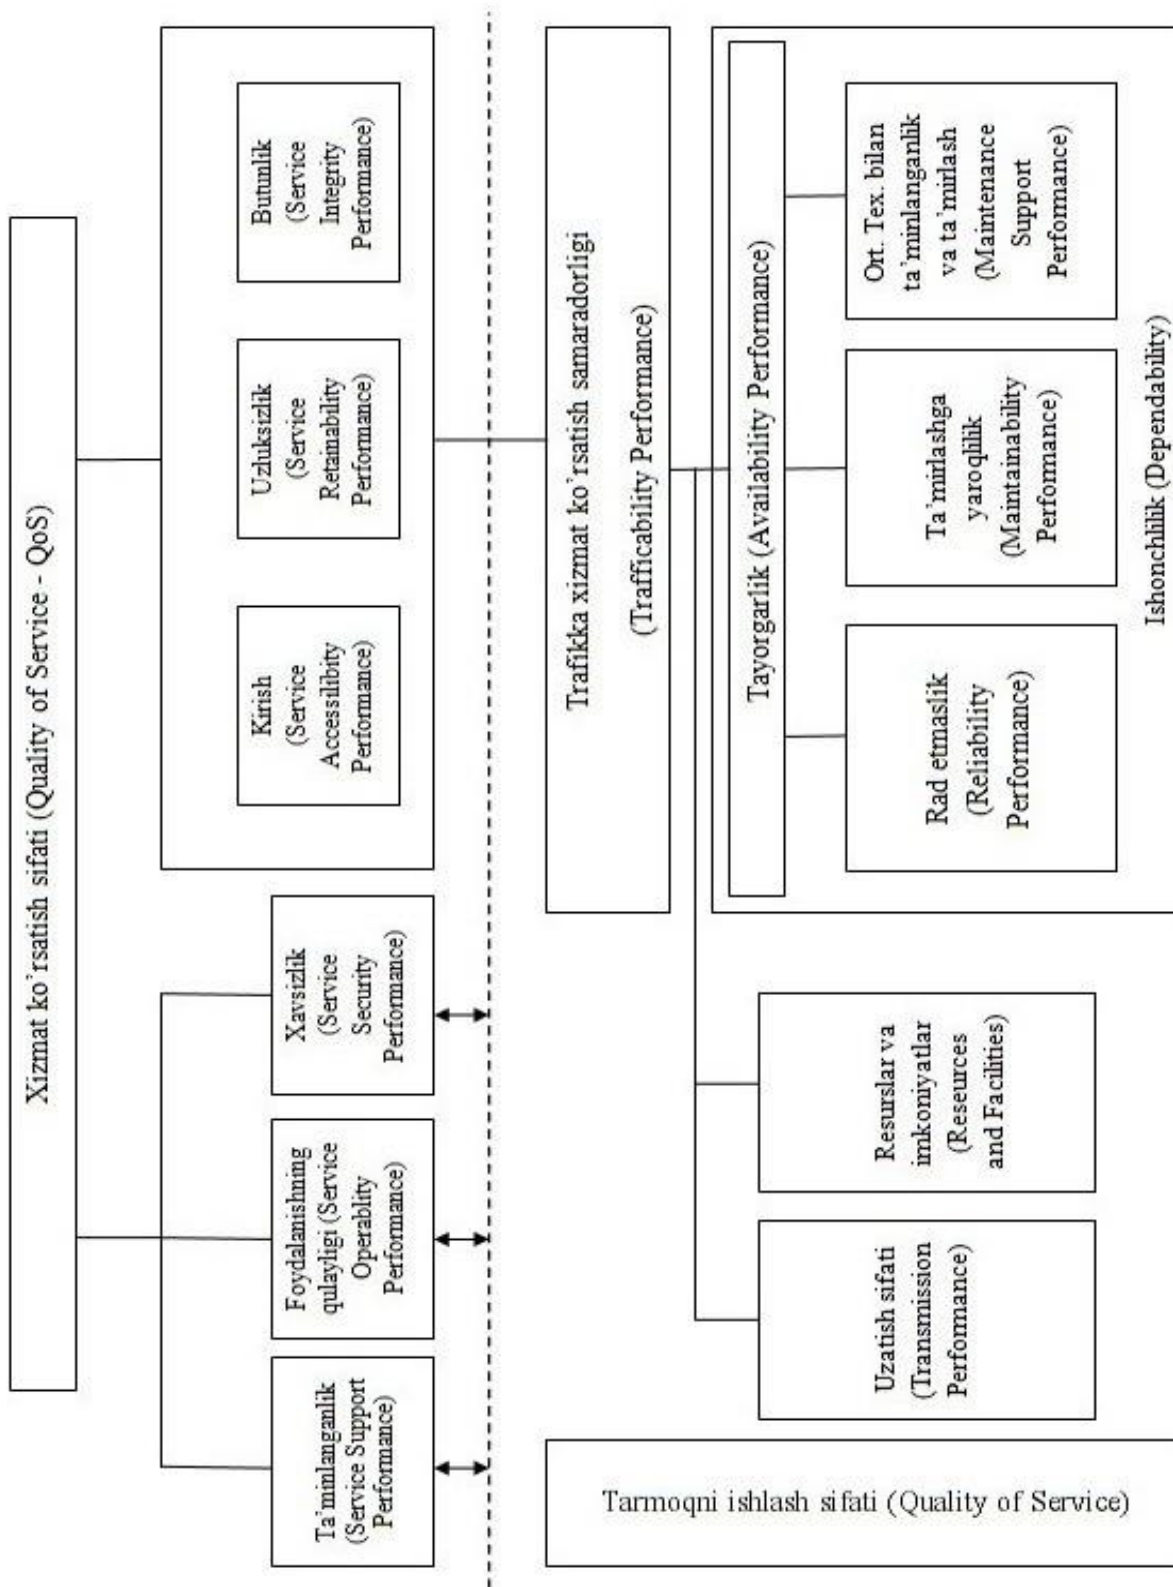 Xizmat ko`rsatish sifati (Quality of Service - QoS)
Ta`minlanganlik
(Service Support
Performance)
Foydalanishning
qulayligi (Service
Operablity
Performance)
Xavsizlik
(Service
Security
Performance)
Kirish
(Service
Accessilibity
Performance)
Uzluksizlik
(Service
Retainability
Performance)
Butunlik
(Service
Integrity
Performance)
Tarmoqni ishlash sifati (Quality of Service)
Trafikka xizmat ko`rsatish samaradorligi
(Trafficability Performance)
Uzatish sifati
(Transmission
Performance)
Resurslar va
imkoniyatlar
(Reseurces
and Facilities)
Tayorgarlik (Availability Performance)
Rad etmaslik
(Reliability
Performance)
Ta`mirlashga
yaroqlilik
(Maintainability
Performance)
Ort. Tex. bilan
ta`minlanganlik
va ta`mirlash
(Maintenance
Support
Performance)
Ishonchlilik (Dependability)